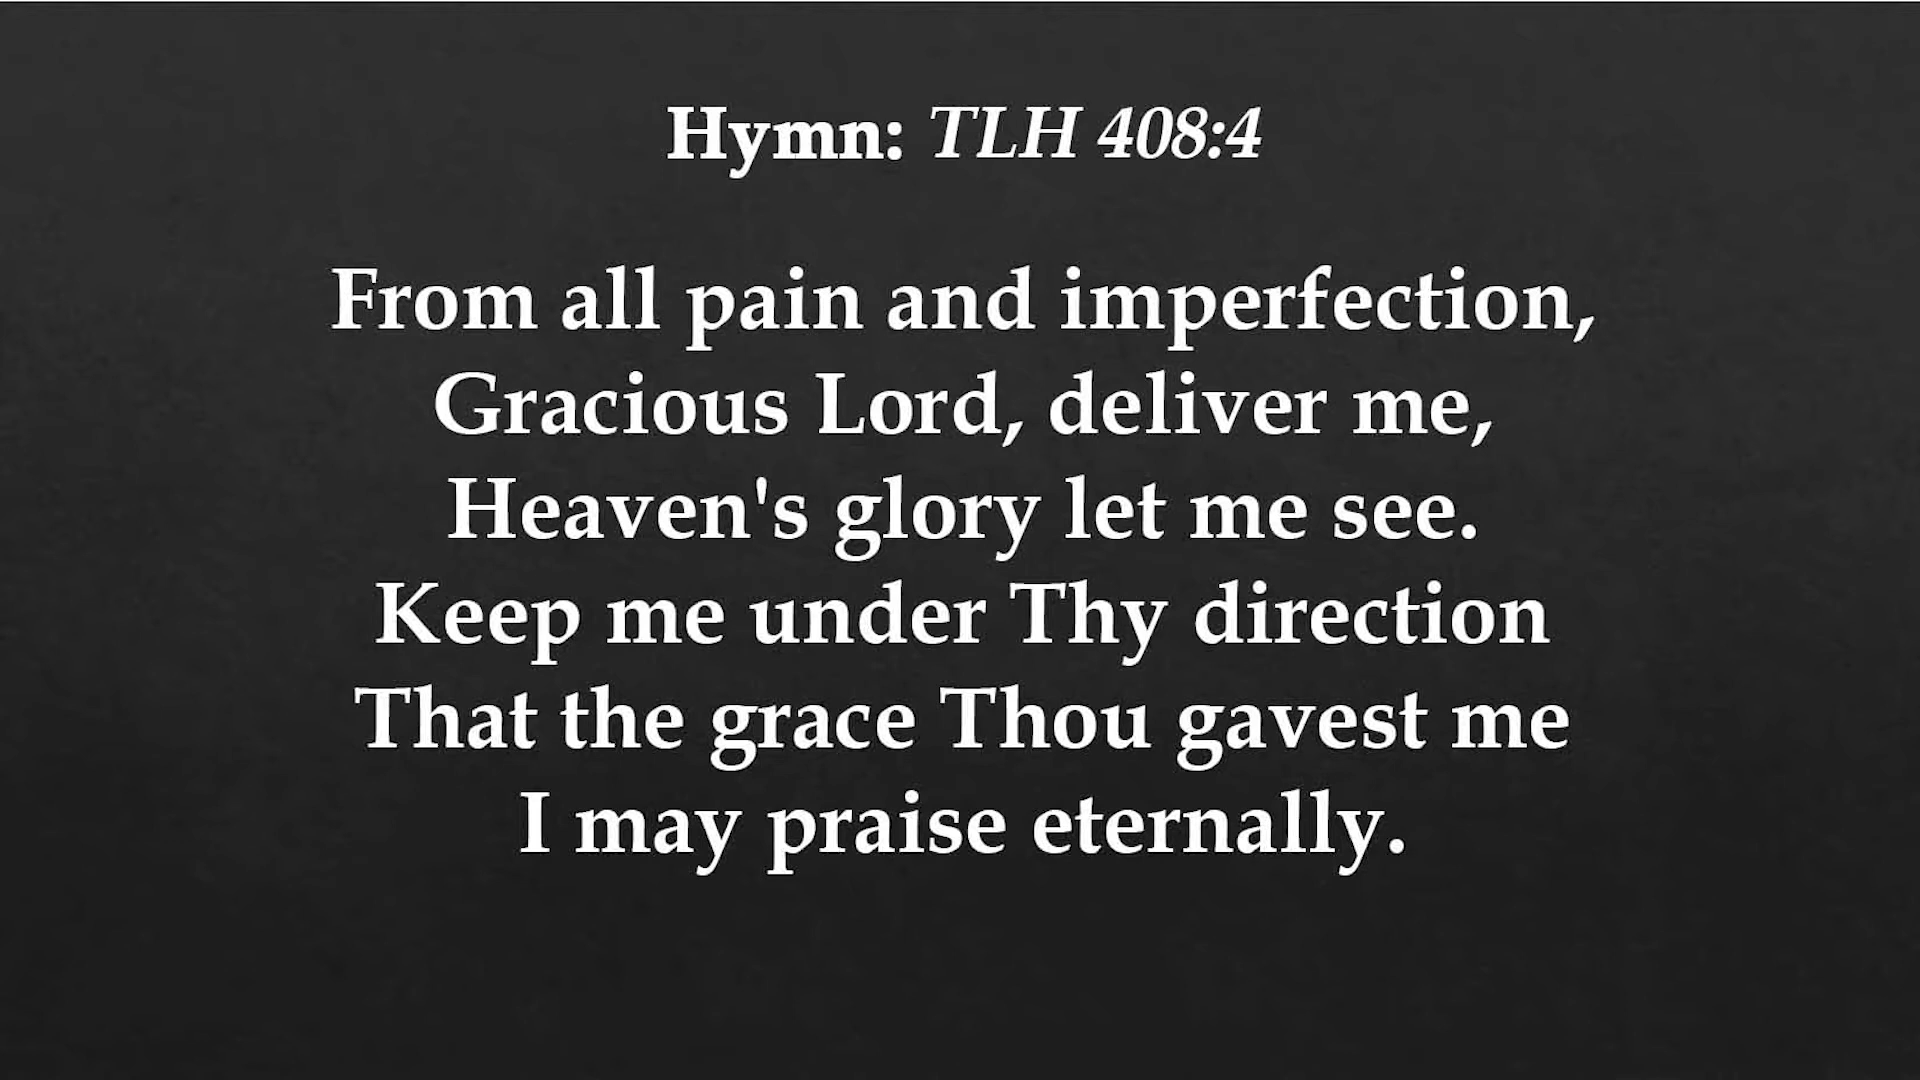 Hymn: TLH 408:4
From all pain and imperfection,
Gracious Lord, deliver me,
Heaven's glory let me see.
Keep me under Thy direction
That the grace Thou gavest me
I may praise eternally.